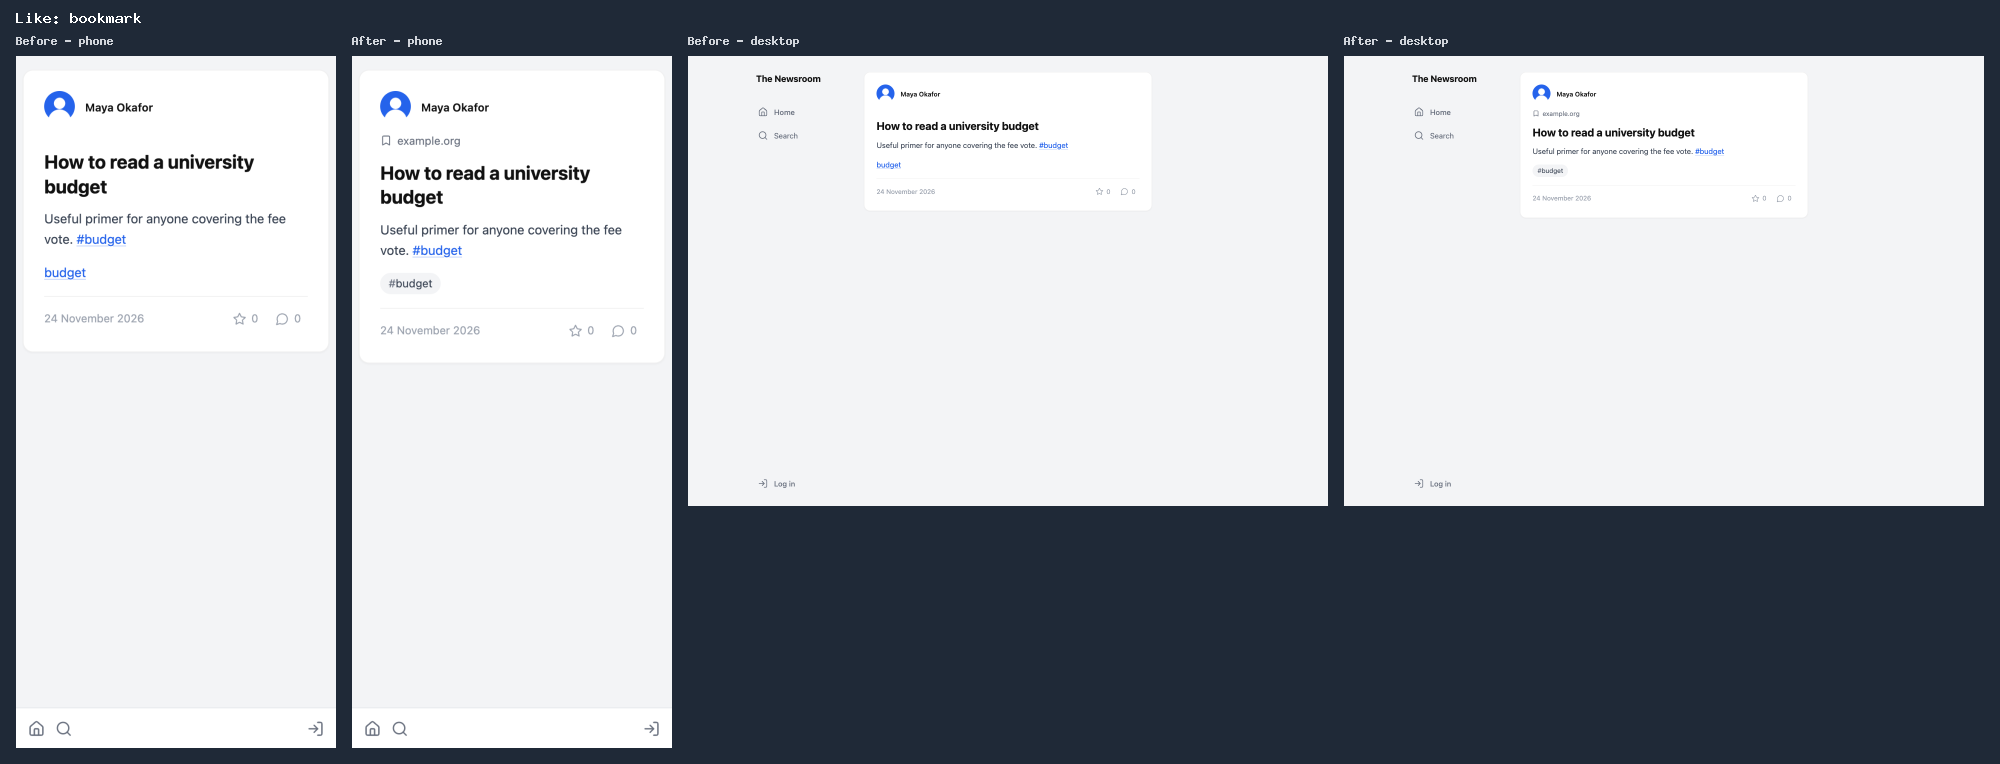 Like: bookmark
Before - phone
Maya Okafor
How to read a university
budget
Useful primer for anyone covering the fee
vote. #budget
budget
24 November 2026
0
0
After - phone
Maya Okafor
example.org
How to read a university
budget
Useful primer for anyone covering the fee
vote. #budget
#budget
24 November 2026
0
0
Before - desktop
The Newsroom
Home
Search
Log in
Maya Okafor
How to read a university budget
Useful primer for anyone covering the fee vote. #budget
budget
24 November 2026
0
0
After - desktop
The Newsroom
Home
Search
Log in
Maya Okafor
example.org
How to read a university budget
Useful primer for anyone covering the fee vote. #budget
#budget
24 November 2026
0
0